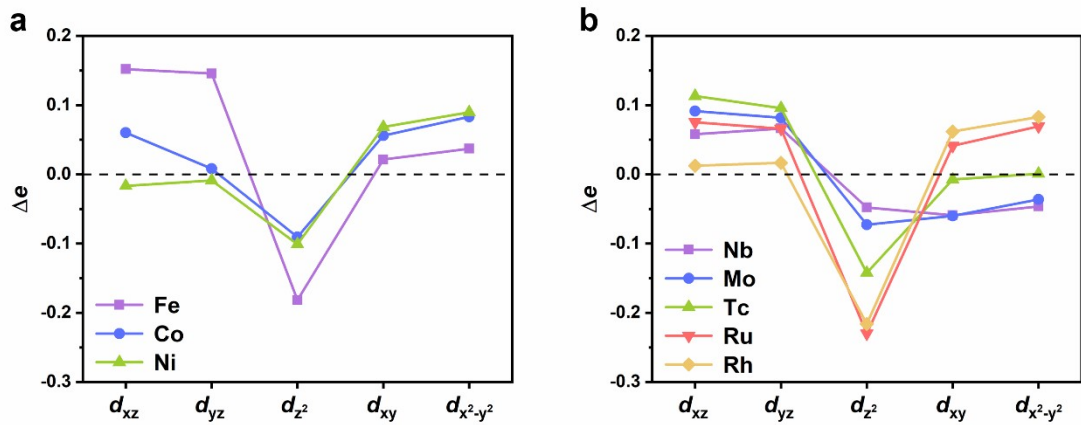 a
0.2
0.1
0.0
-0.1
-0.2
-0.3
Δe
Fe
Co
Ni
dxz dyz dz² dxy dx²-y²
b
0.2
0.1
0.0
-0.1
-0.2
-0.3
Δe
Nb
Mo
Tc
Ru
Rh
dxz dyz dz² dxy dx²-y²